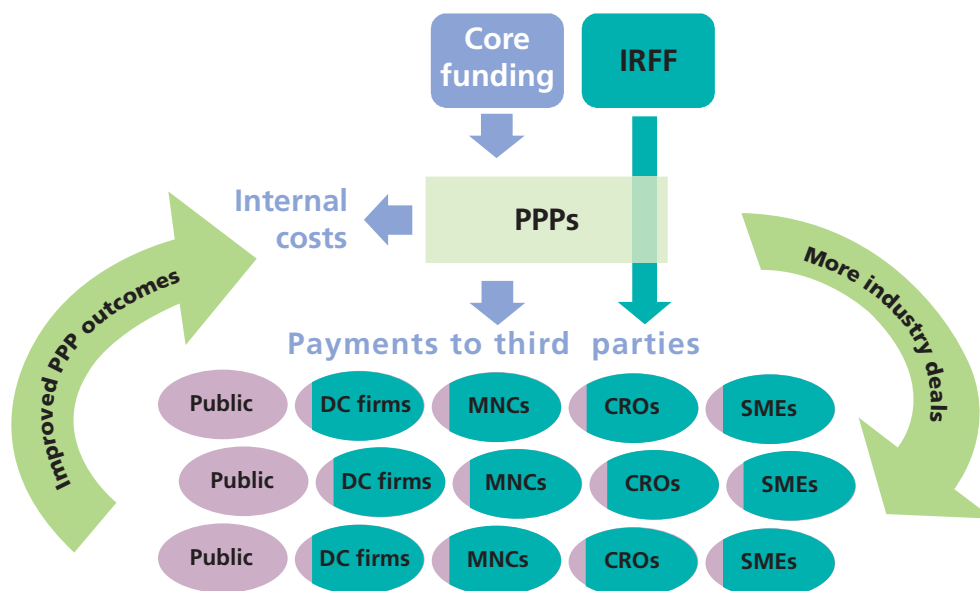 Core
funding
IRFF
Internal
costs
PPPs
Improved PPP outcomes
More industry deals
Payments to third parties
Public DC firms MNCs CROs SMEs
Public DC firms MNCs CROs SMEs
Public DC firms MNCs CROs SMEs